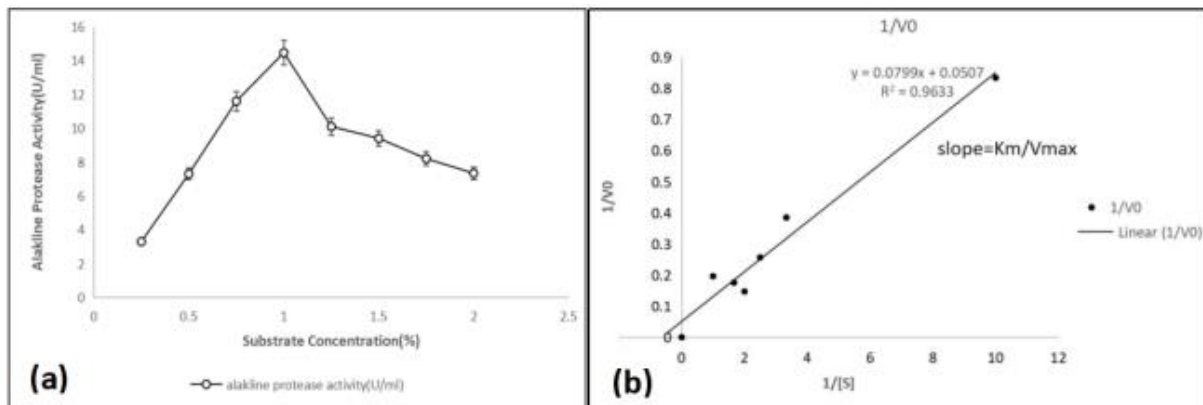 16
14
12
10
8
6
4
2
0
0 0.5 1 1.5 2 2.5
Alakline Protease Activity(U/ml)
Substrate Concentration(%)
alakline protease activity(U/ml)
(a)
1/V0
0.9
0.8
0.7
0.6
0.5
0.4
0.3
0.2
0.1
0
0 2 4 6 8 10 12
1/V0
1/[S]
y = 0.0799x + 0.0507
R² = 0.9633
slope=Km/Vmax
1/V0
Linear (1/V0)
(b)